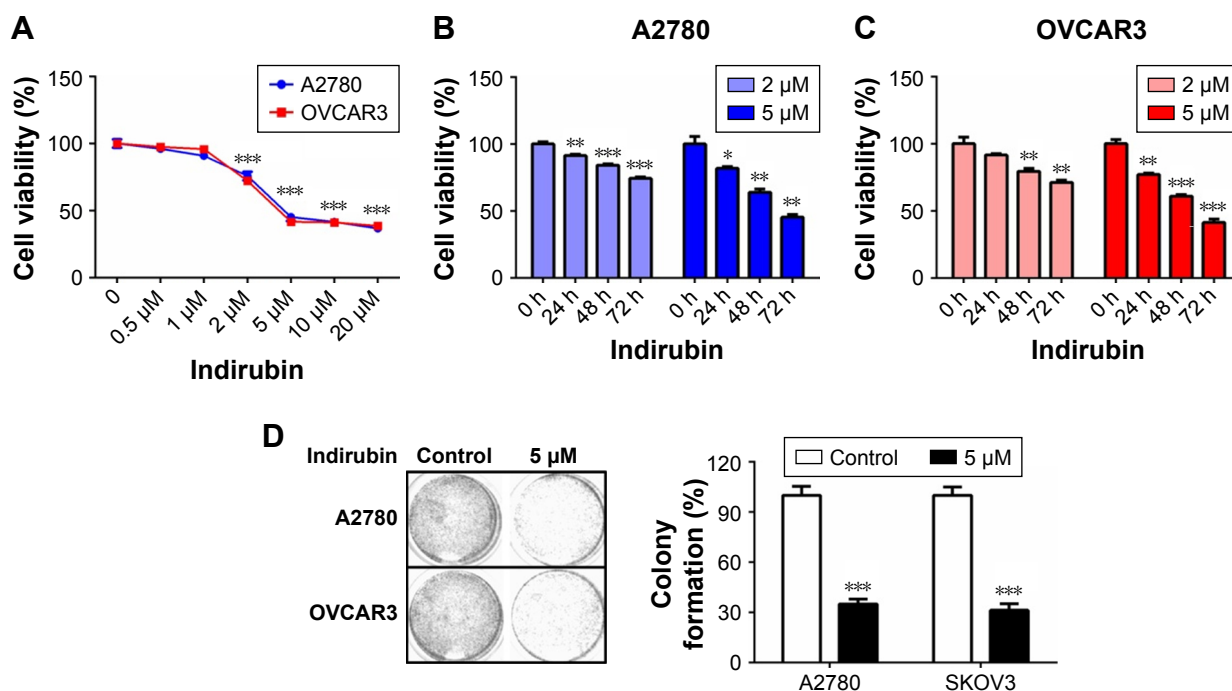 A
Cell viability (%)
150
100
50
0
A2780
OVCAR3
***
***
***
***
0
0.5 µM
1 µM
2 µM
5 µM
10 µM
20 µM
Indirubin
B
A2780
Cell viability (%)
150
100
50
0
2 µM
5 µM
**
***
***
*
**
**
0 h
24 h
48 h
72 h
0 h
24 h
48 h
72 h
Indirubin
C
OVCAR3
Cell viability (%)
150
100
50
0
2 µM
5 µM
**
**
**
***
***
0 h
24 h
48 h
72 h
0 h
24 h
48 h
72 h
Indirubin
D
Indirubin Control 5 µM
A2780
OVCAR3
Colony
formation (%)
120
90
60
30
0
Control 5 µM
***
***
A2780 SKOV3